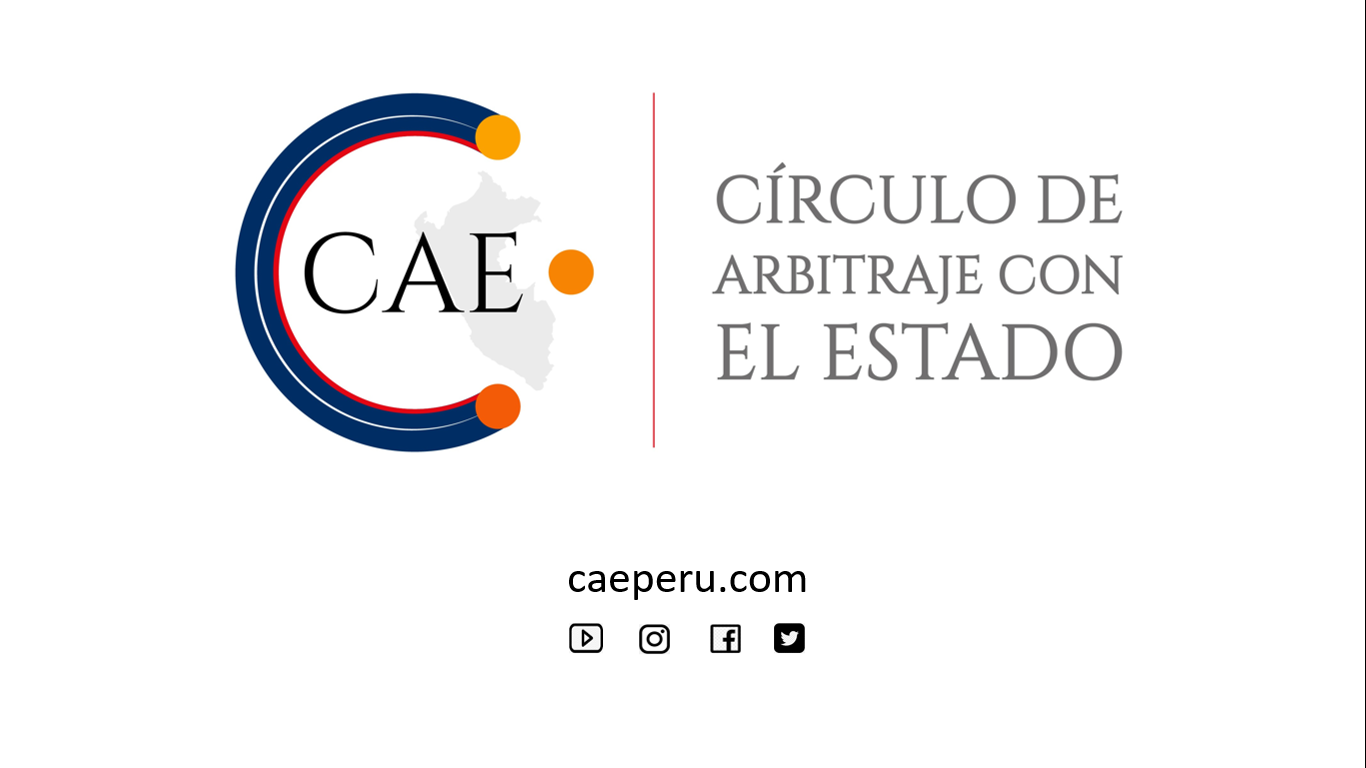 CAE
CÍRCULO DE
ARBITRAJE CON
EL ESTADO
caeperu.com